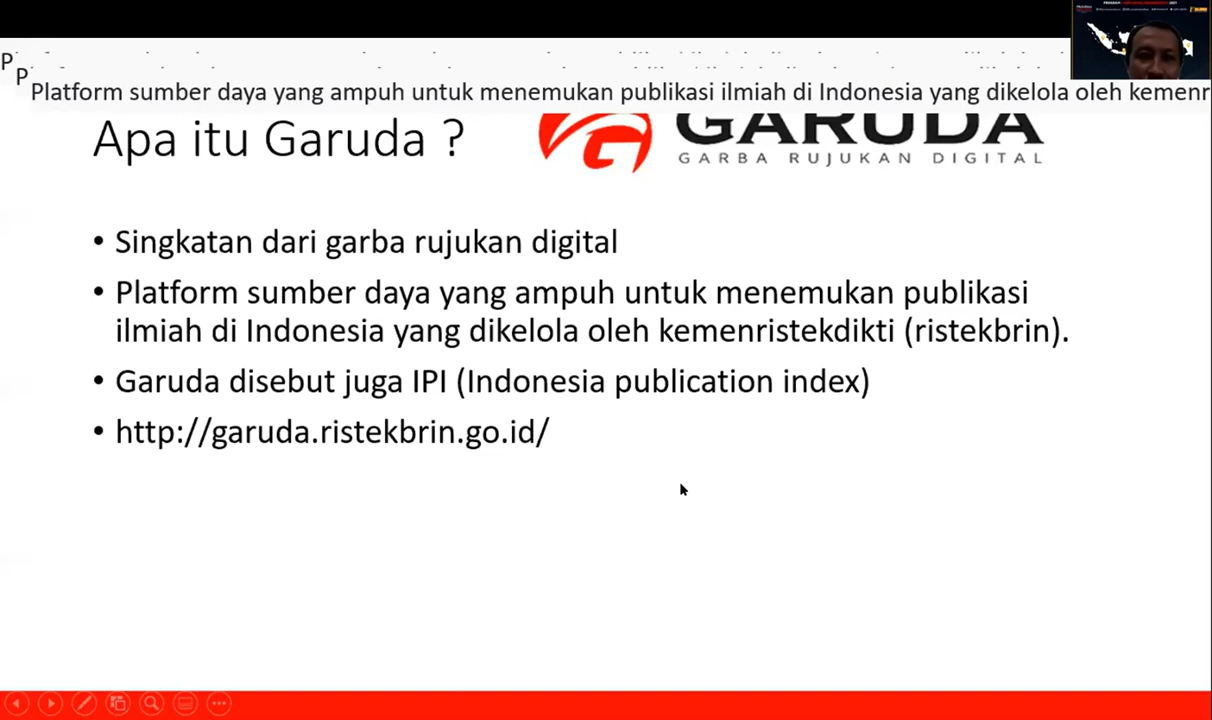 Platform sumber daya yang ampuh untuk menemukan publikasi ilmiah di Indonesia yang dikelola oleh kemenr
Apa itu Garuda ?
GARUDA
GARBA RUJUKAN DIGITAL
• Singkatan dari garba rujukan digital
• Platform sumber daya yang ampuh untuk menemukan publikasi
ilmiah di Indonesia yang dikelola oleh kemenristekdikti (ristekbrin).
• Garuda disebut juga IPI (Indonesia publication index)
• http://garuda.ristekbrin.go.id/